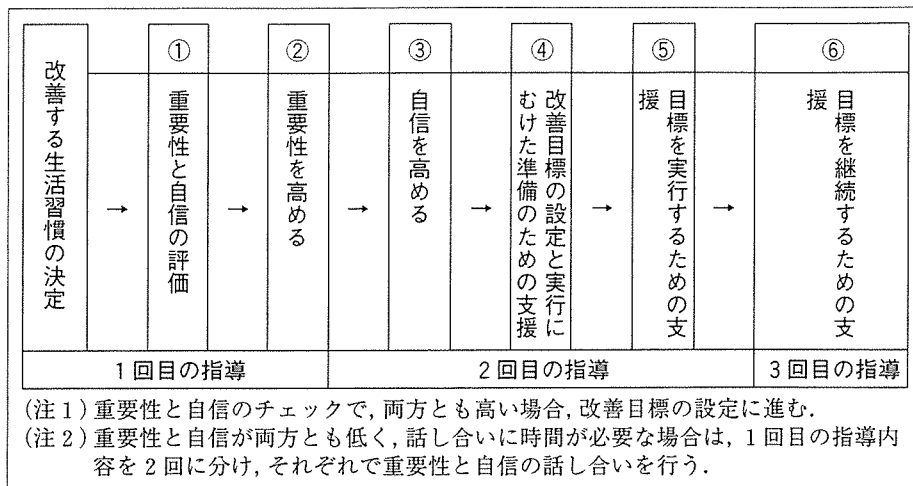 改善する生活習慣の決定
→
①
重要性と自信の評価
→
②
重要性を高める
→
③
自信を高める
→
④
改善目標の設定と実行に
むけた準備のための支援
→
⑤
目標を実行するための支
援
→
⑥
目標を継続するための支
援
1回目の指導
2回目の指導
3回目の指導
(注1)重要性と自信のチェックで,両方とも高い場合,改善目標の設定に進む.
(注2)重要性と自信が両方とも低く,話し合いに時間が必要な場合は,1回目の指導内
容を2回に分け,それぞれで重要性と自信の話し合いを行う.